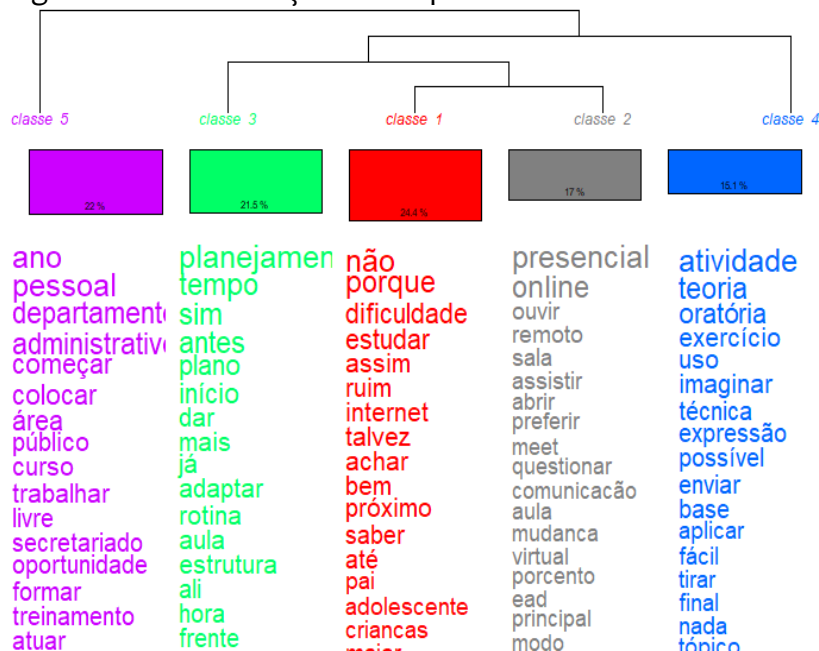 classe 5
classe 3
classe 1
classe 2
classe 4
22 %
21.5 %
24.4 %
17 %
15.1 %
ano
pessoal
department
administrativ
começar
colocar
área
público
curso
trabalhar
livre
secretariado
oportunidade
formar
treinamento
atuar
planejamen
tempo
sim
antes
plano
início
dar
mais
já
adaptar
rotina
aula
estrutura
ali
hora
frente
não
porque
dificuldade
estudar
assim
ruim
internet
talvez
achar
bem
próximo
saber
até
pai
adolescente
criancas
presencial
online
ouvir
remoto
sala
assistir
abrir
preferir
meet
questionar
comunicacão
aula
mudanca
virtual
porcento
ead
principal
modo
atividade
teoria
oratória
exercício
uso
imaginar
técnica
expressão
possível
enviar
base
aplicar
fácil
tirar
final
nada
tópico